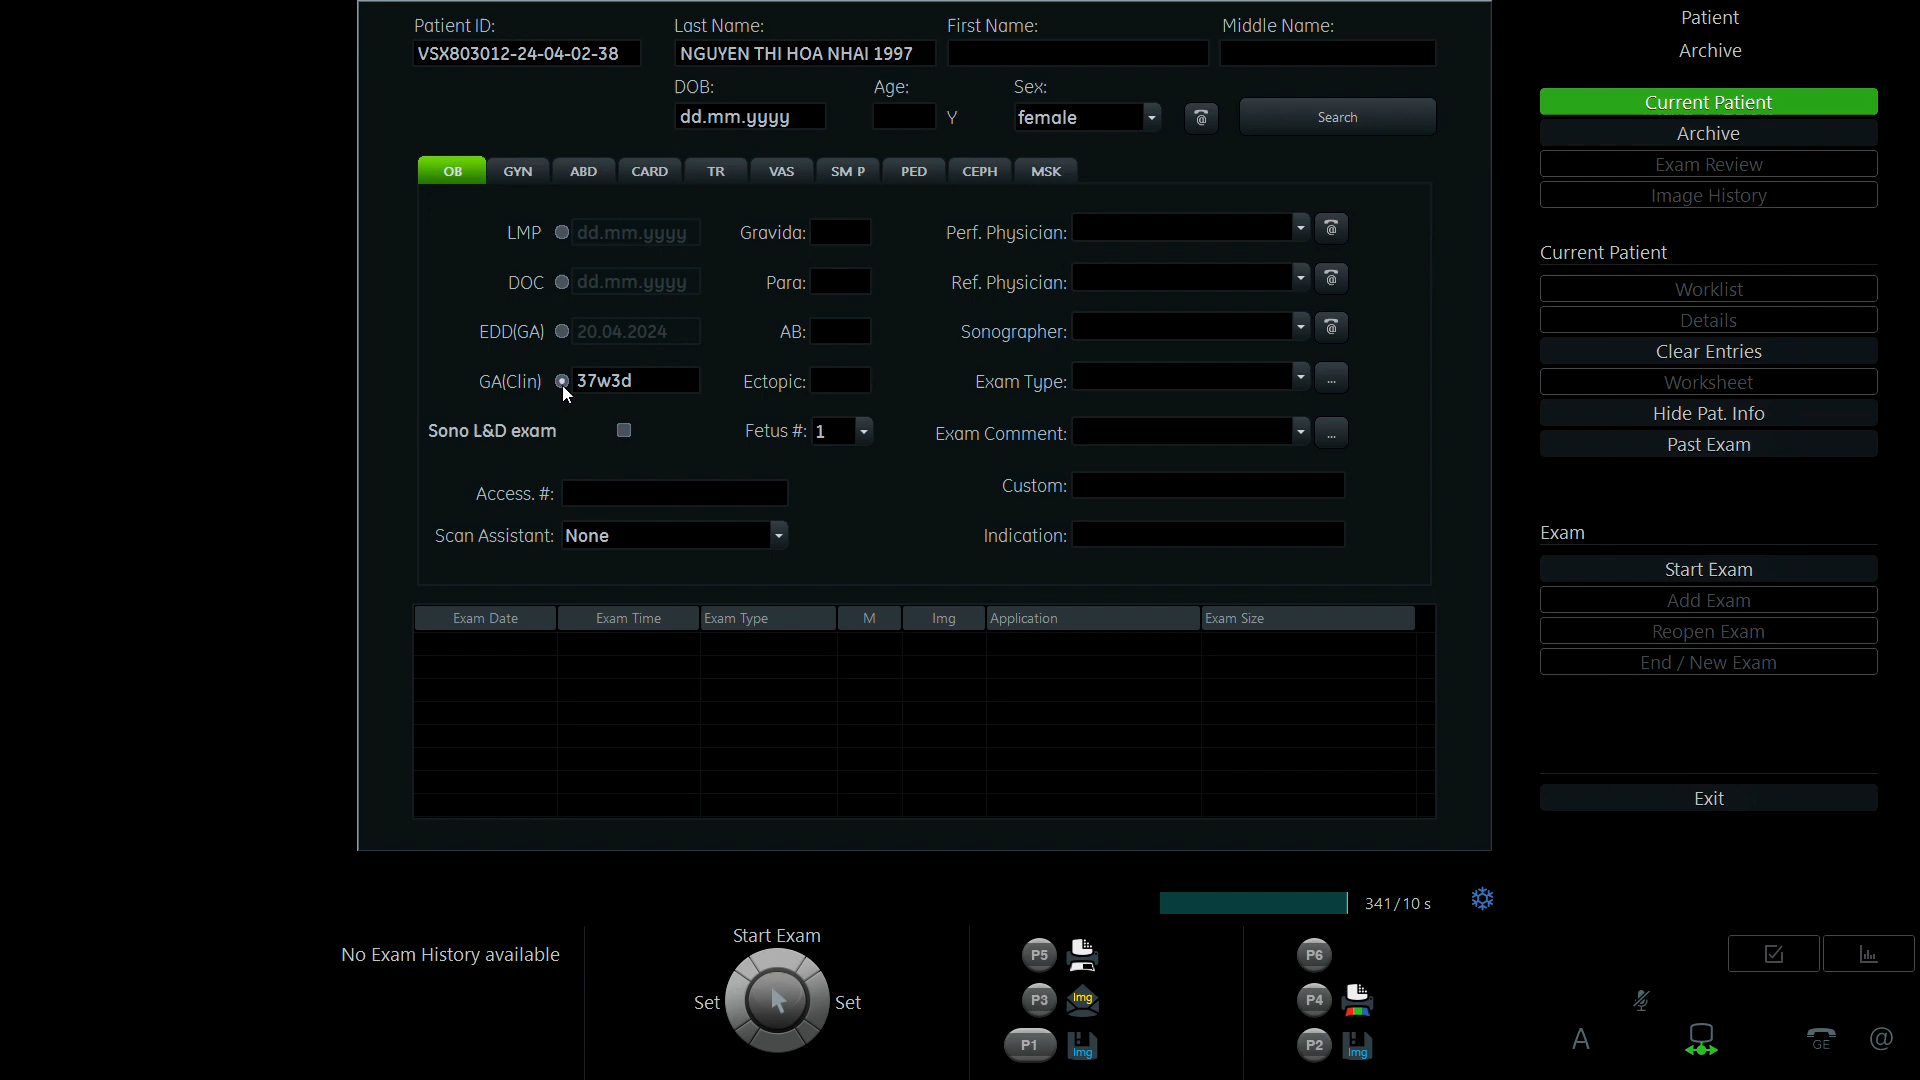 Patient ID: Last Name: First Name: Middle Name:
VSX803012-24-04-02-38 NGUYEN THI HOA NHAI 1997
DOB: Age: Sex:
dd.mm.yyyy Y female @ Search
OB GYN ABD CARD TR VAS SM P PED CEPH MSK
LMP dd.mm.yyyy Gravida: Perf. Physician: @
DOC dd.mm.yyyy Para: Ref. Physician: @
EDD(GA) 20.04.2024 AB: Sonographer: @
GA(Clin) 37w3d Ectopic: Exam Type: ...
Sono L&D exam Fetus #: 1 Exam Comment: ...
Access. #: Custom:
Scan Assistant: None Indication:
Exam Date Exam Time Exam Type M Img Application Exam Size
341/10 s
No Exam History available
Start Exam
Set Set
P5
P3 Img
P1 Img
P6
P4
P2 Img
Patient
Archive
Current Patient
Archive
Exam Review
Image History
Current Patient
Worklist
Details
Clear Entries
Worksheet
Hide Pat. Info
Past Exam
Exam
Start Exam
Add Exam
Reopen Exam
End / New Exam
Exit
A GE @